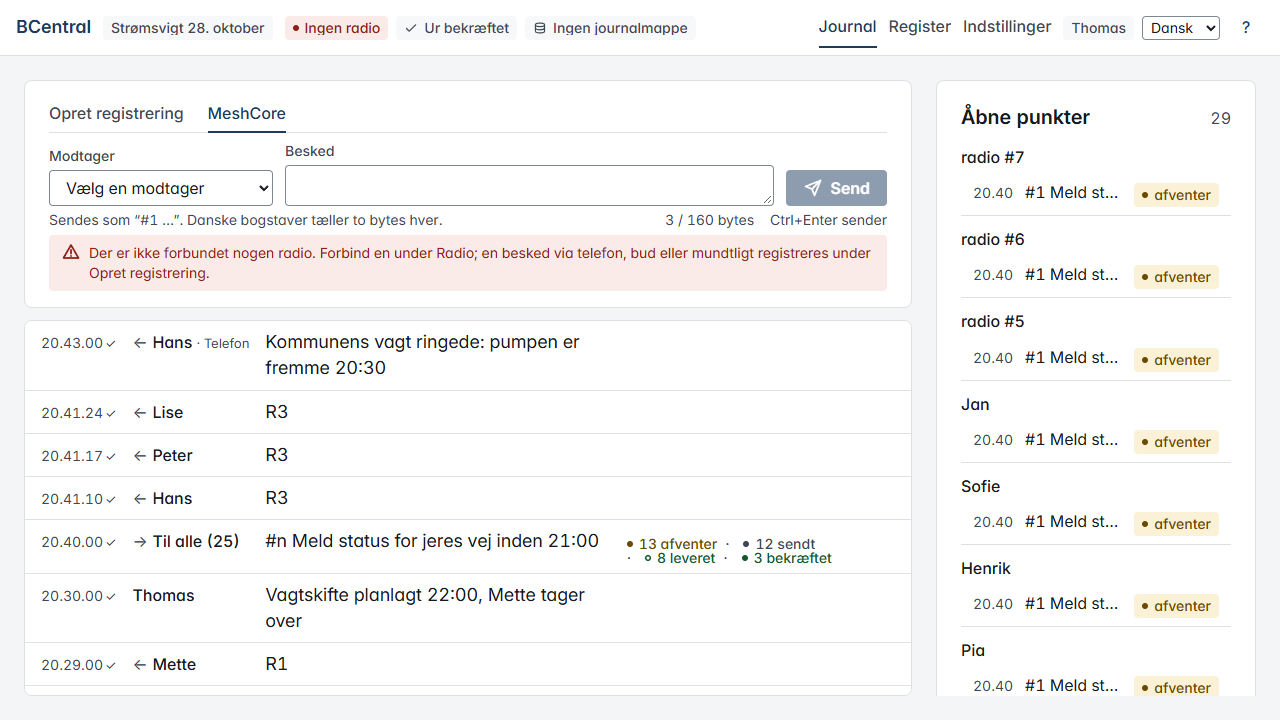 BCentral
Strømsvigt 28. oktober
Ingen radio
Ur bekræftet
Ingen journalmappe
Journal
Register
Indstillinger
Thomas
Dansk
?
Opret registrering
MeshCore
Modtager
Besked
Vælg en modtager
Send
Sendes som “#1 …”. Danske bogstaver tæller to bytes hver.
3 / 160 bytes
Ctrl+Enter sender
Der er ikke forbundet nogen radio. Forbind en under Radio; en besked via telefon, bud eller mundtligt registreres under
Opret registrering.
20.43.00 ✓ ← Hans · Telefon Kommunens vagt ringede: pumpen er
fremme 20:30
20.41.24 ✓ ← Lise R3
20.41.17 ✓ ← Peter R3
20.41.10 ✓ ← Hans R3
20.40.00 ✓ → Til alle (25) #n Meld status for jeres vej inden 21:00 13 afventer · 12 sendt
· 8 leveret · 3 bekræftet
20.30.00 ✓ Thomas Vagtskifte planlagt 22:00, Mette tager
over
20.29.00 ✓ ← Mette R1
Åbne punkter 29
radio #7
20.40 #1 Meld st… afventer
radio #6
20.40 #1 Meld st… afventer
radio #5
20.40 #1 Meld st… afventer
Jan
20.40 #1 Meld st… afventer
Sofie
20.40 #1 Meld st… afventer
Henrik
20.40 #1 Meld st… afventer
Pia
20.40 #1 Meld st… afventer